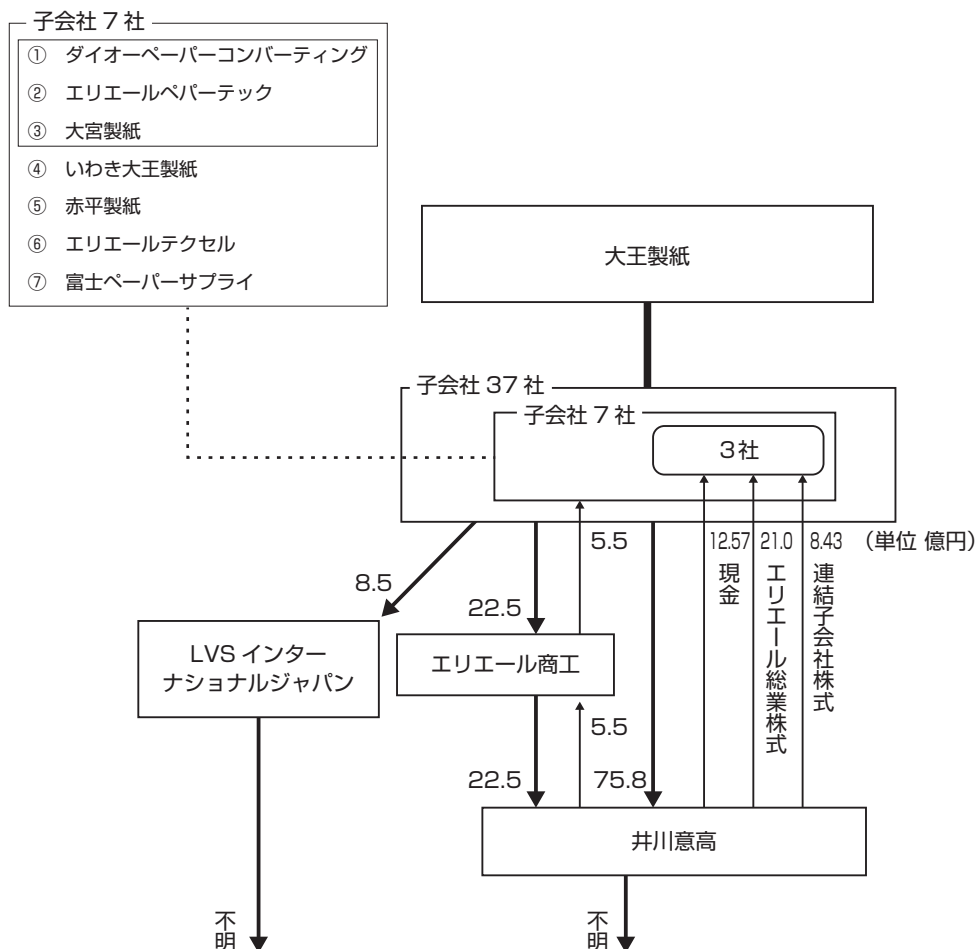 子会社 7 社
① ダイオーペーパーコンバーティング
② エリエールペパーテック
③ 大宮製紙
④ いわき大王製紙
⑤ 赤平製紙
⑥ エリエールテクセル
⑦ 富士ペーパーサプライ
大王製紙
子会社 37 社
子会社 7 社
3社
8.5
22.5
5.5
12.57
21.0
8.43
(単位 億円)
現金
エリエール総業株式
連結子会社株式
LVS インター
ナショナルジャパン
エリエール商工
5.5
22.5
75.8
井川意高
不明
不明